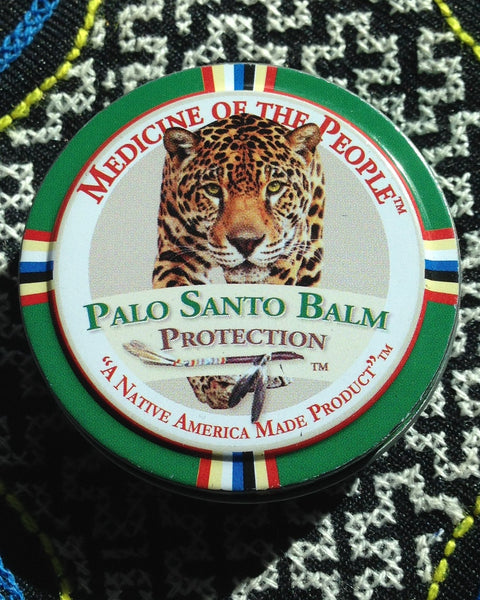 MEDICINE OF THE PEOPLE™
PALO SANTO BALM
PROTECTION ™
"A NATIVE AMERICA MADE PRODUCT"™